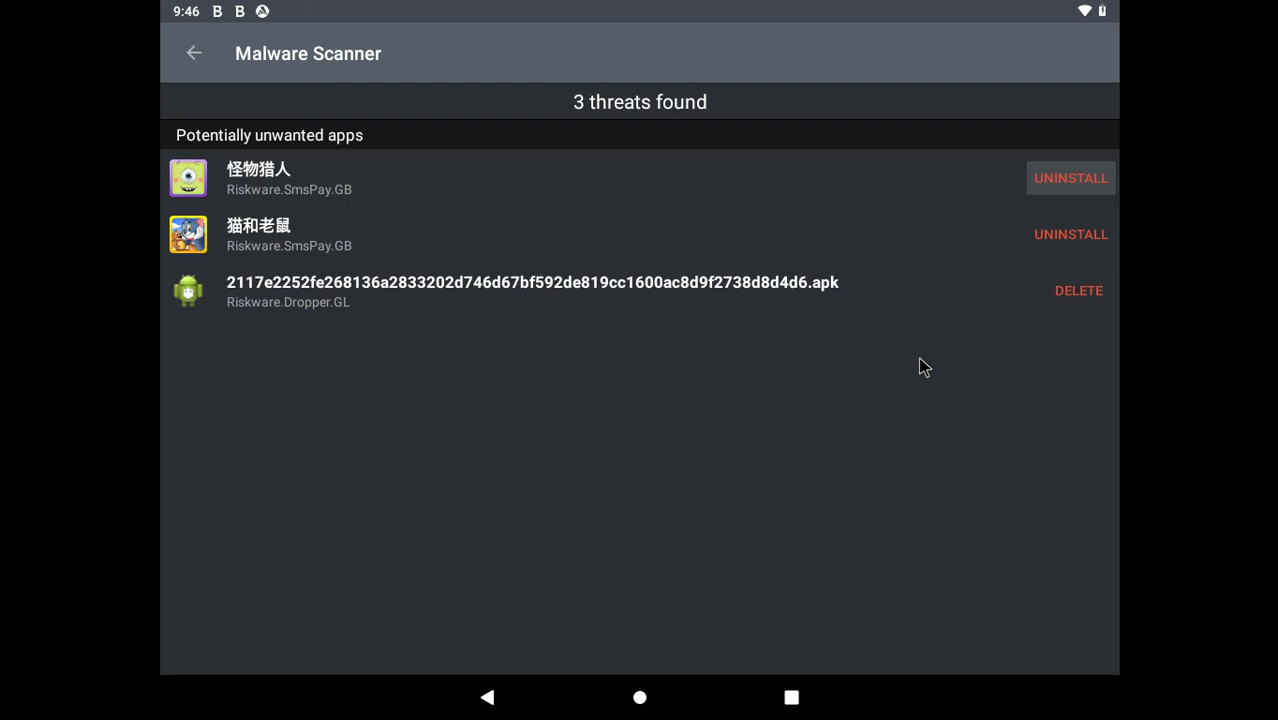 9:46 B B
Malware Scanner
3 threats found
Potentially unwanted apps
怪物猎人
Riskware.SmsPay.GB
UNINSTALL
猫和老鼠
Riskware.SmsPay.GB
UNINSTALL
2117e2252fe268136a2833202d746d67bf592de819cc1600ac8d9f2738d8d4d6.apk
Riskware.Dropper.GL
DELETE